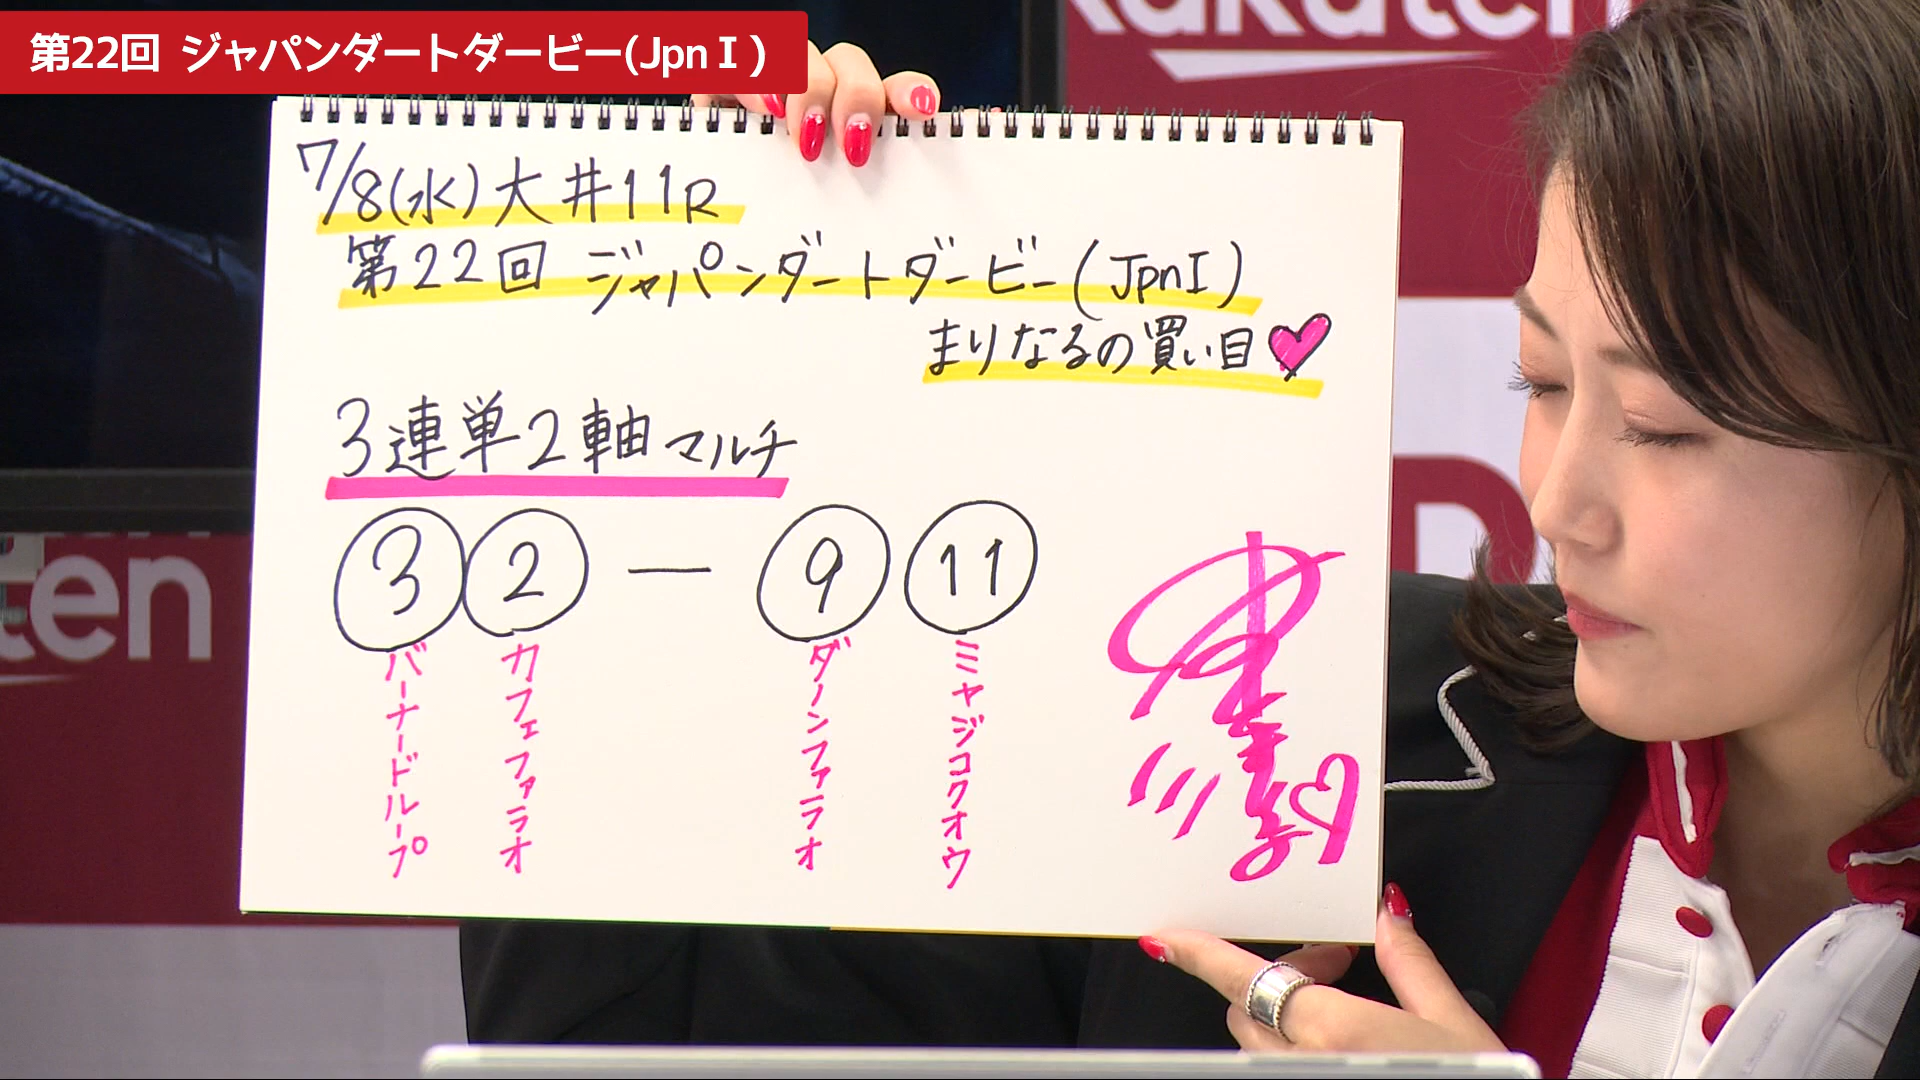 第22回 ジャパンダートダービー(JpnⅠ)
Rakuten
7/8(水)大井11R
第22回 ジャパンダートダービー(JpnⅠ)
まりなるの買い目
3連単2軸マルチ
③② — ⑨⑪
バーナードループ
カフェファラオ
ダノンファラオ
ミヤジコクオウ
ten